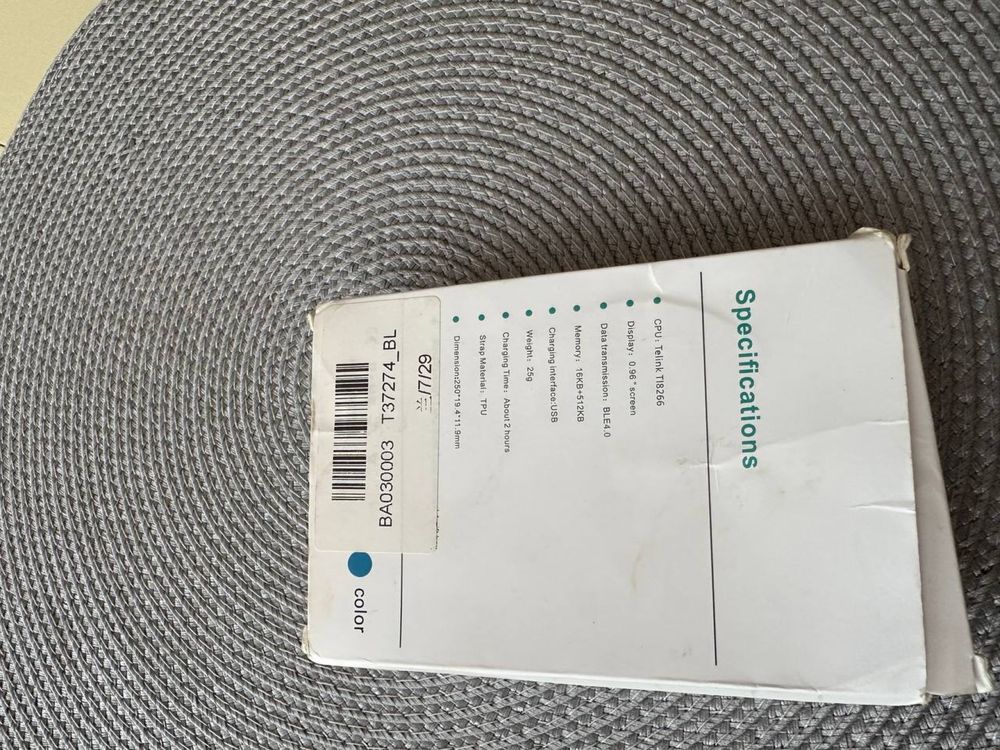 Specifications
CPU：Telink Tl8266
Display：0.96＂screen
Data transmission：BLE4.0
Memory：16KB+512KB
Charging interface:USB
Weight：25g
Charging Time：About 2 hours
Strap Material：TPU
Dimension:250*19.4*11.9mm
六/7/29
BA030003 T37274_BL
color